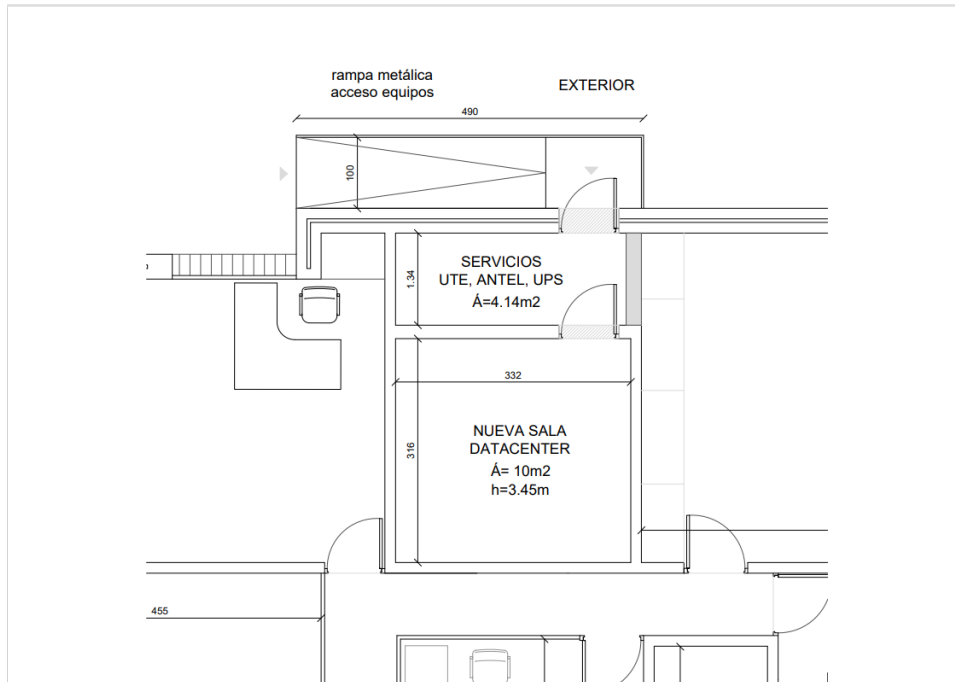 rampa metálica
acceso equipos
EXTERIOR
490
100
SERVICIOS
UTE, ANTEL, UPS
Á=4.14m2
1.34
332
316
NUEVA SALA
DATACENTER
Á= 10m2
h=3.45m
455